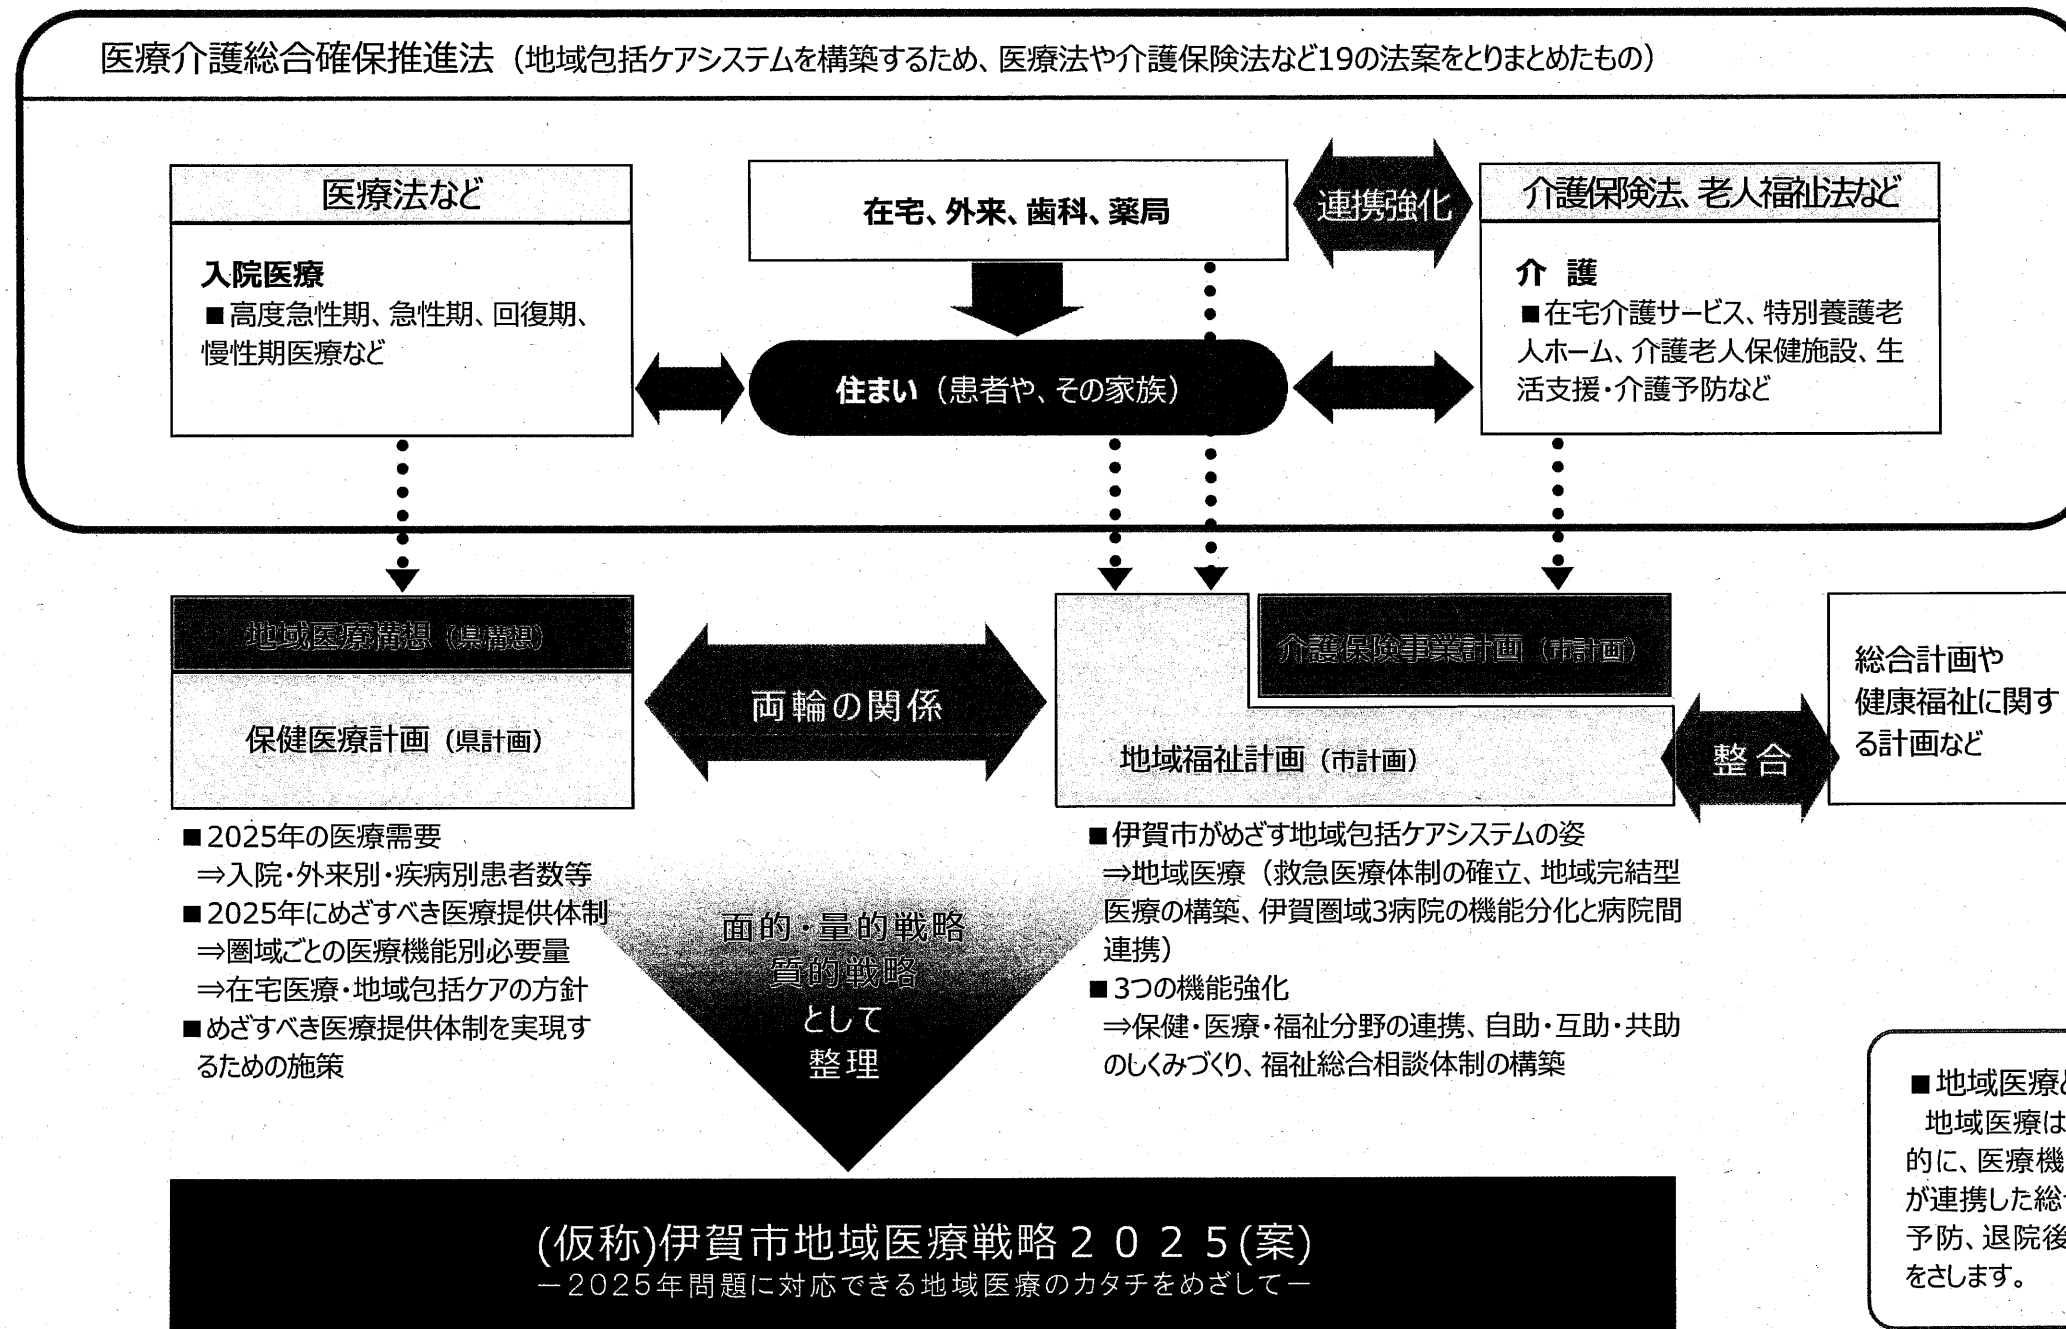 医療介護総合確保推進法（地域包括ケアシステムを構築するため、医療法や介護保険法など19の法案をとりまとめたもの）
医療法など
入院医療
■高度急性期、急性期、回復期、
慢性期医療など
在宅、外来、歯科、薬局
連携強化
住まい（患者や、その家族）
介護保険法、老人福祉法など
介 護
■在宅介護サービス、特別養護老
人ホーム、介護老人保健施設、生
活支援・介護予防など
地域医療構想（県構想）
保健医療計画（県計画）
両輪の関係
介護保険事業計画（市計画）
地域福祉計画（市計画）
整合
総合計画や
健康福祉に関す
る計画など
■2025年の医療需要
⇒入院・外来別・疾病別患者数等
■2025年にめざすべき医療提供体制
⇒圏域ごとの医療機能別必要量
⇒在宅医療・地域包括ケアの方針
■めざすべき医療提供体制を実現す
るための施策
面的・量的戦略
質的戦略
として
整理
■伊賀市がめざす地域包括ケアシステムの姿
⇒地域医療（救急医療体制の確立、地域完結型
医療の構築、伊賀圏域3病院の機能分化と病院間
連携）
■3つの機能強化
⇒保健・医療・福祉分野の連携、自助・互助・共助
のしくみづくり、福祉総合相談体制の構築
■地域医療
地域医療は
的に、医療機
が連携した総
予防、退院後
をさします。
(仮称)伊賀市地域医療戦略２０２５(案)
－2025年問題に対応できる地域医療のカタチをめざして－